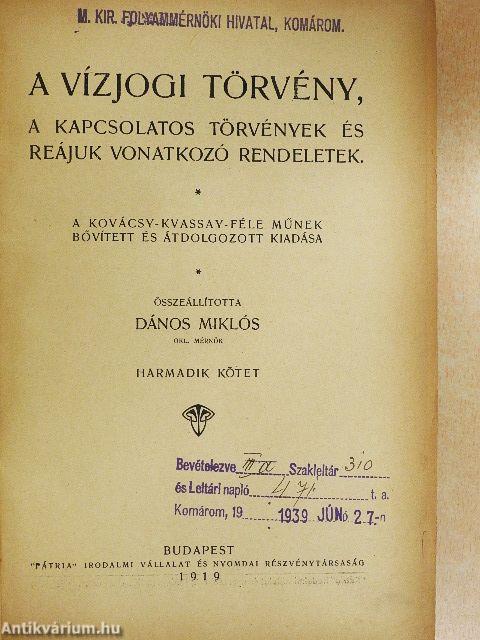 M. KIR. FOLYAMMÉRNÖKI HIVATAL, KOMÁROM.
A VÍZJOGI TÖRVÉNY,
A KAPCSOLATOS TÖRVÉNYEK ÉS
REÁJUK VONATKOZÓ RENDELETEK.
*
A KOVÁCSY-KVASSAY-FÉLE MŰNEK
BŐVÍTETT ÉS ÁTDOLGOZOTT KIADÁSA
*
ÖSSZEÁLLÍTOTTA
DÁNOS MIKLÓS
OKL. MÉRNÖK
HARMADIK KÖTET
Bevételezve Szakleltár 310
és Leltári napló 471. t. a.
Komárom, 19 1939 JÚN. 27-n
BUDAPEST
"PÁTRIA" IRODALMI VÁLLALAT ÉS NYOMDAI RÉSZVÉNYTÁRSASÁG
1919
Antikvárium.hu